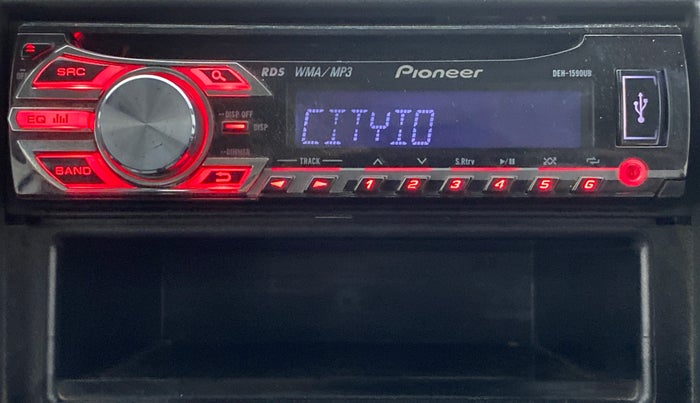 SRC
RDS WMA/MP3 Pioneer DEH-1590UB
EQ
DISP OFF
DISP
DIMMER
BAND
CITYIO
TRACK S.Rtrv
1 2 3 4 5 6